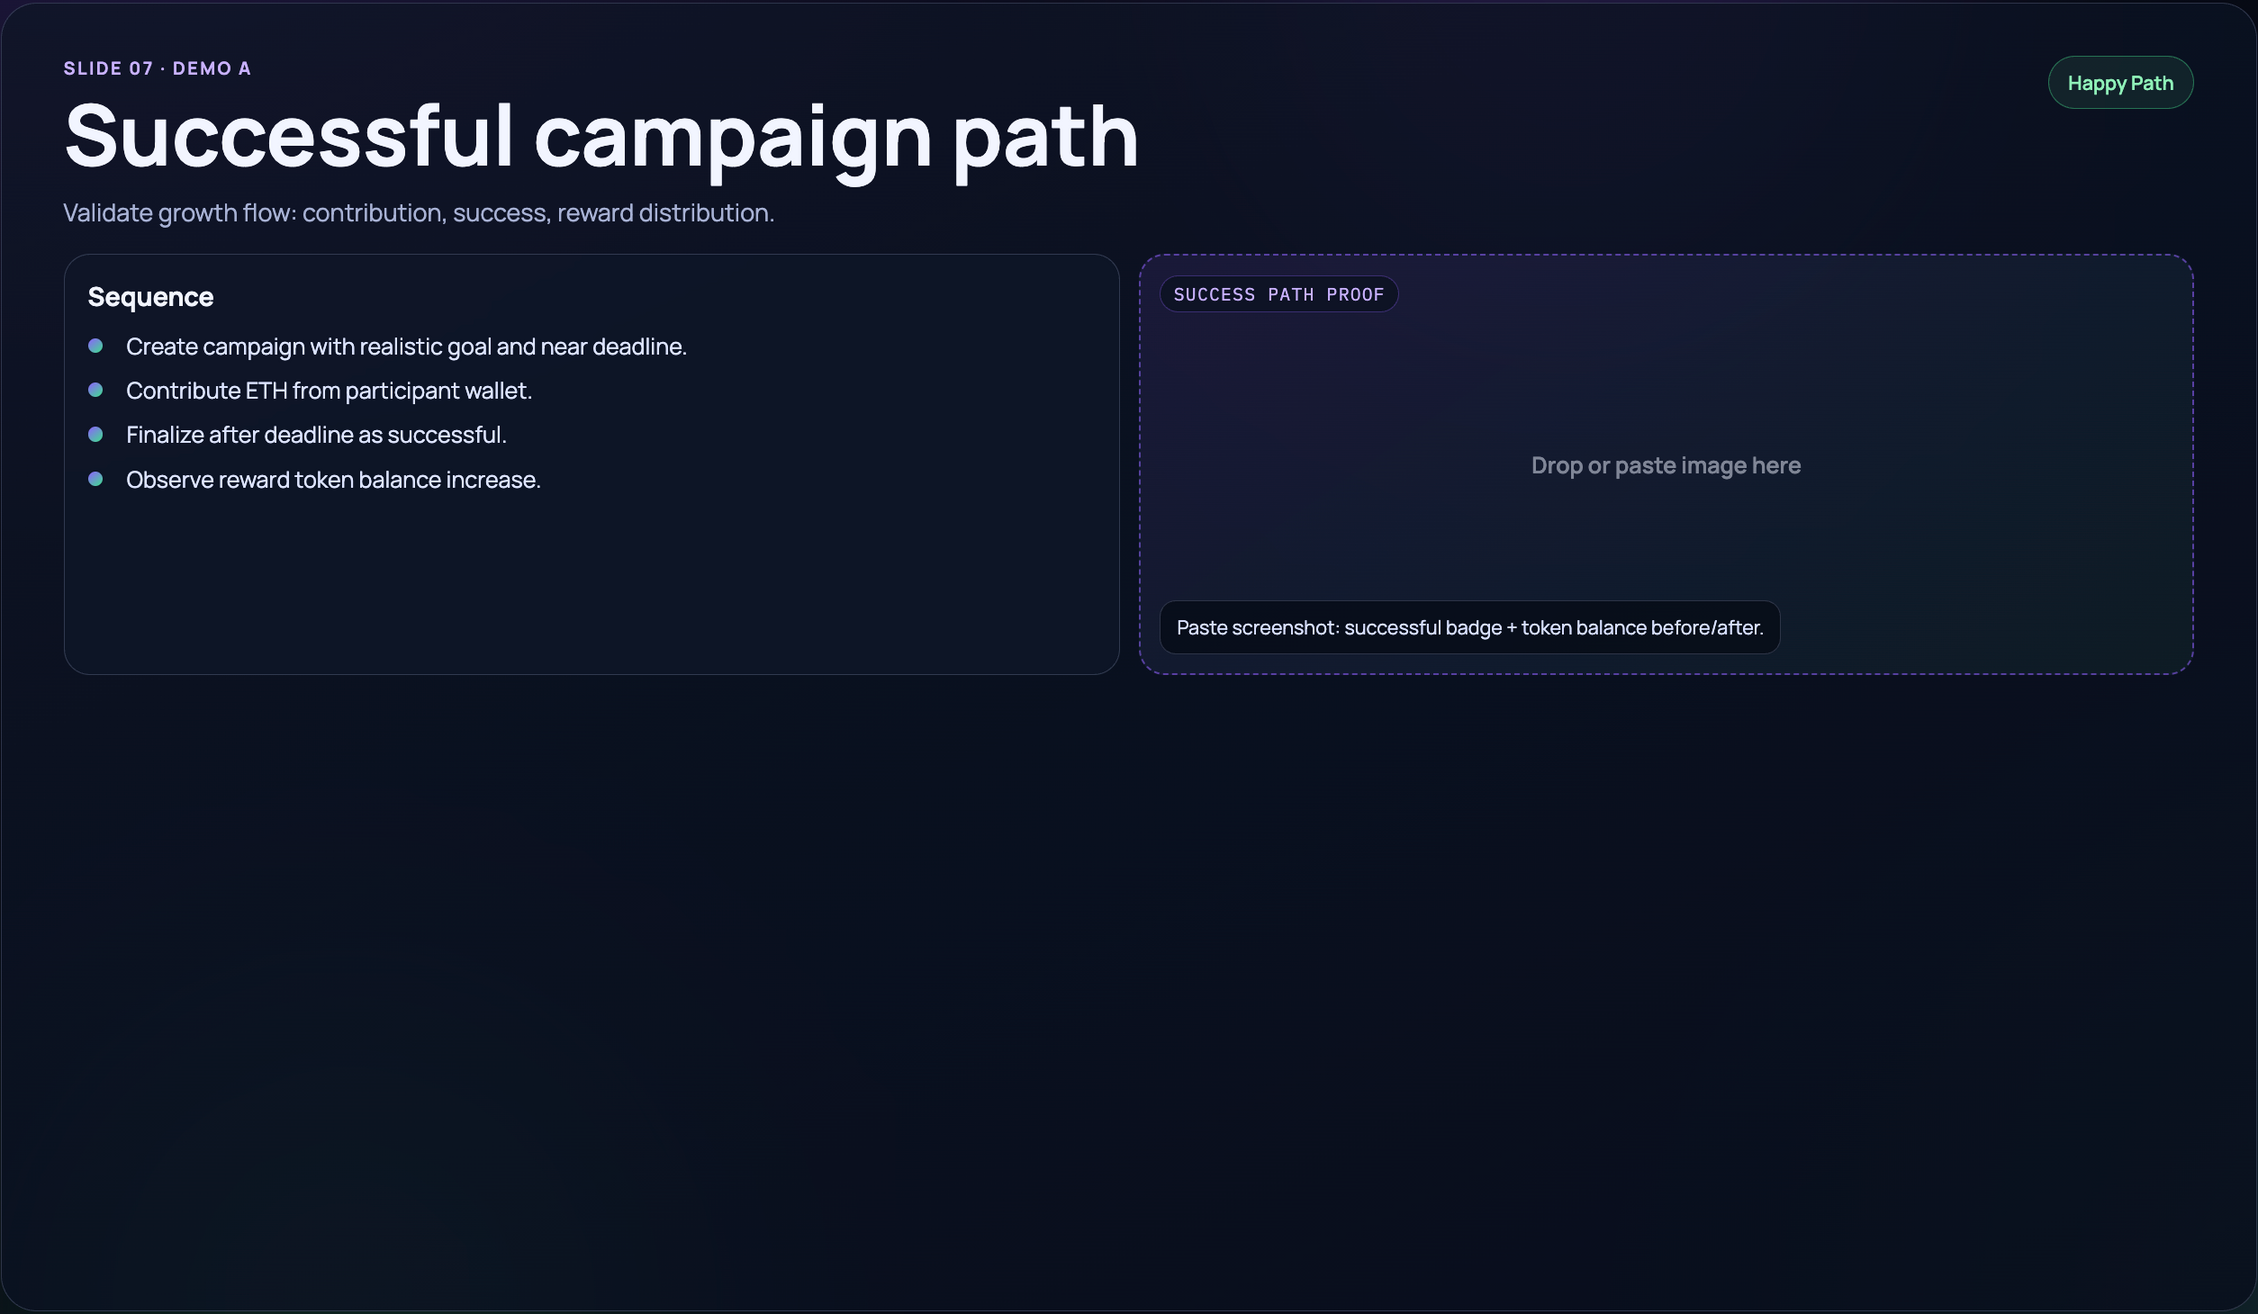 SLIDE 07 · DEMO A
Happy Path
Successful campaign path
Validate growth flow: contribution, success, reward distribution.
Sequence
Create campaign with realistic goal and near deadline.
Contribute ETH from participant wallet.
Finalize after deadline as successful.
Observe reward token balance increase.
SUCCESS PATH PROOF
Drop or paste image here
Paste screenshot: successful badge + token balance before/after.